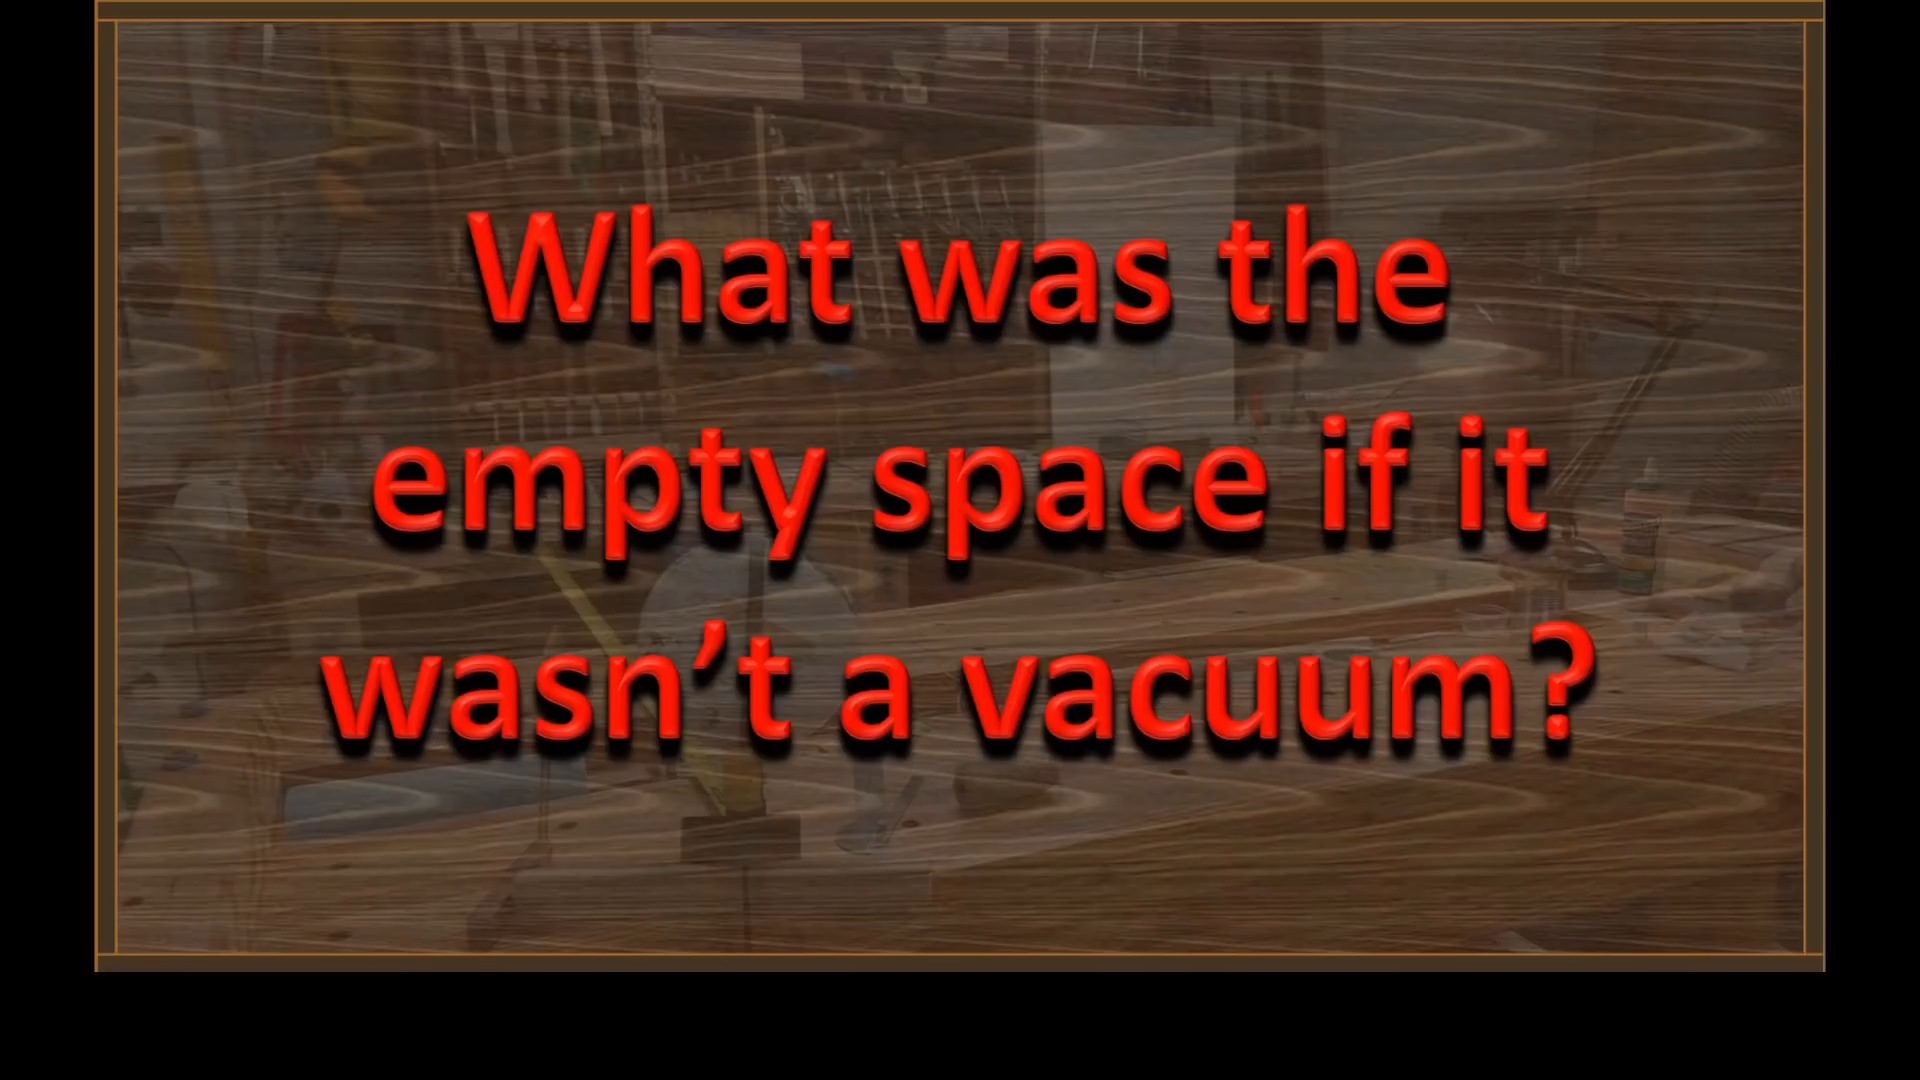 What was the
empty space if it
wasn’t a vacuum?